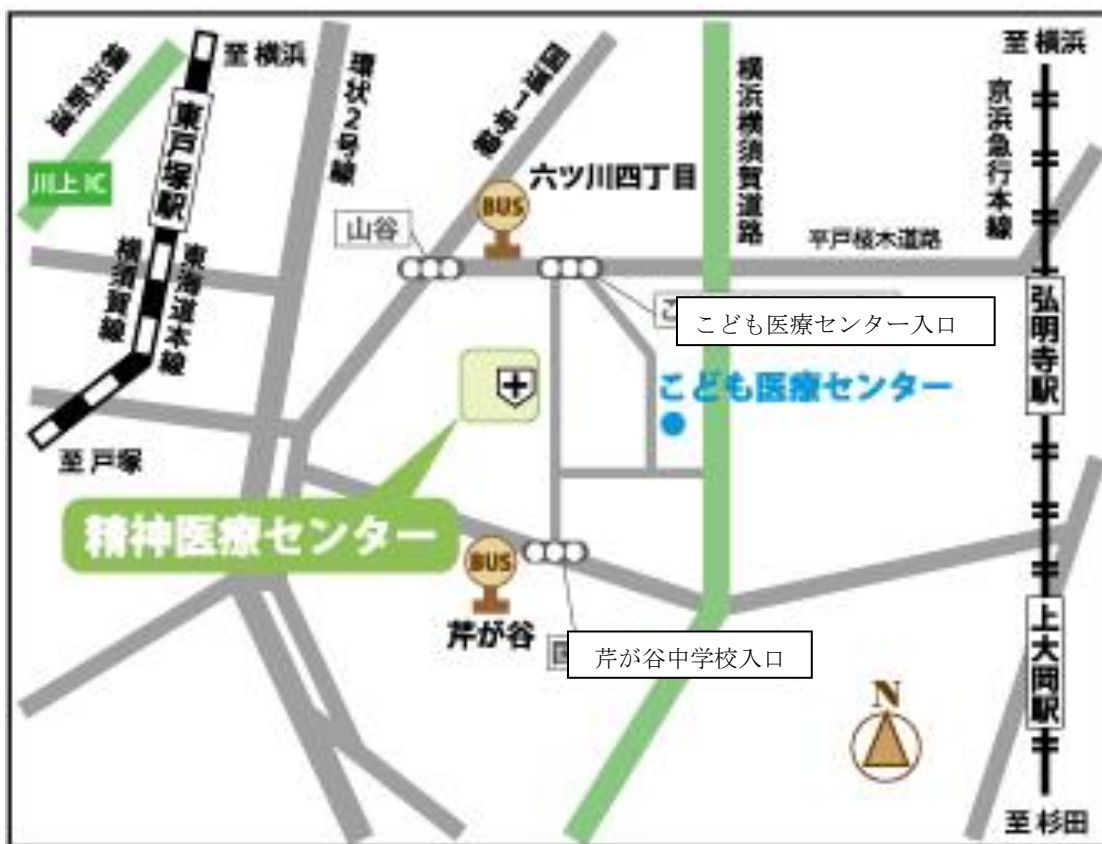 至 横浜
横浜新道
東戸塚駅
川上IC
横須賀線
東海道本線
至 戸塚
環状2号線
国道1号線
BUS
六ツ川四丁目
山谷
横浜横須賀道路
平戸桜木道路
至 横浜
京浜急行本線
こ
こども医療センター入口
こども医療センター
弘明寺駅
精神医療センター
BUS
芹が谷
芹が谷中学校入口
上大岡駅
N
至 杉田